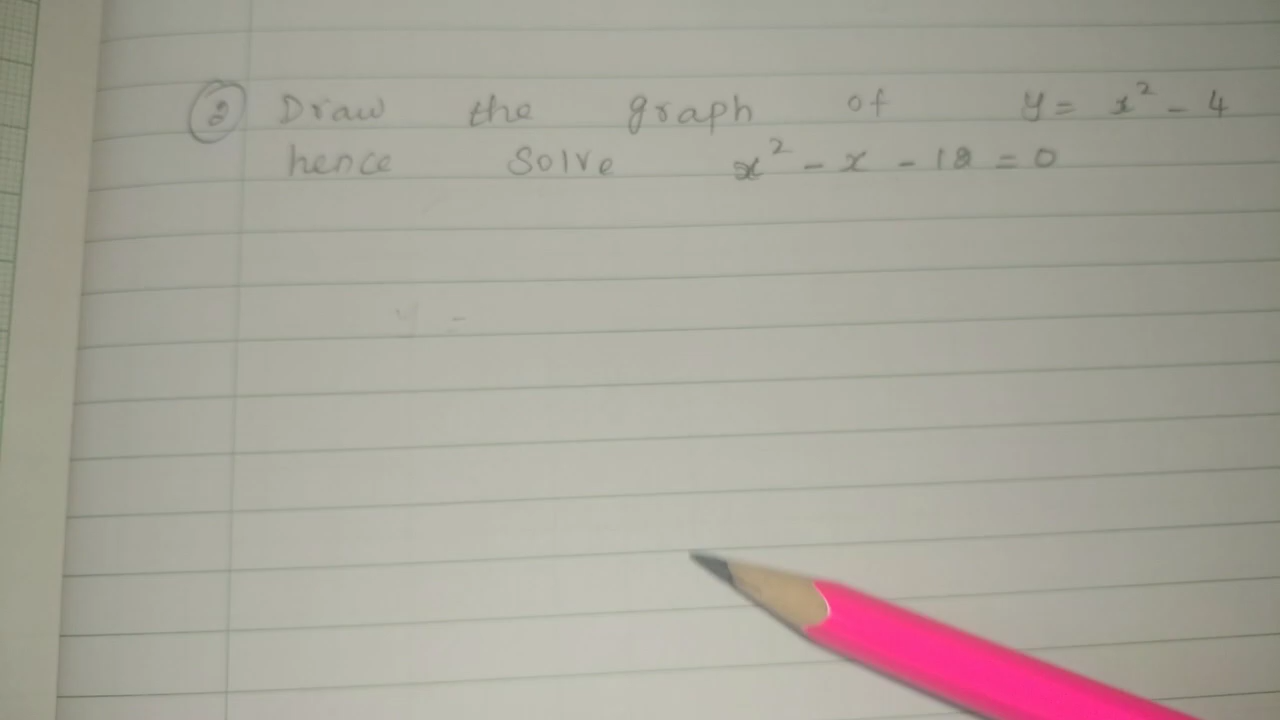 ② Draw the graph of y = x² - 4
hence solve x² - x - 12 = 0
y =